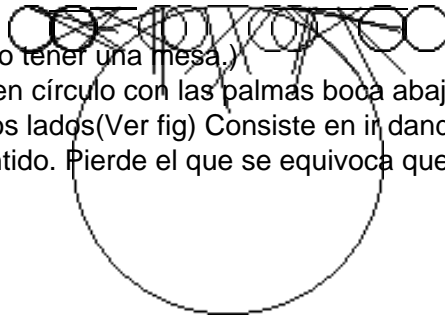 o tener una mesa.)
en círculo con las palmas boca abaj
os lados(Ver fig) Consiste en ir danc
ntido. Pierde el que se equivoca que